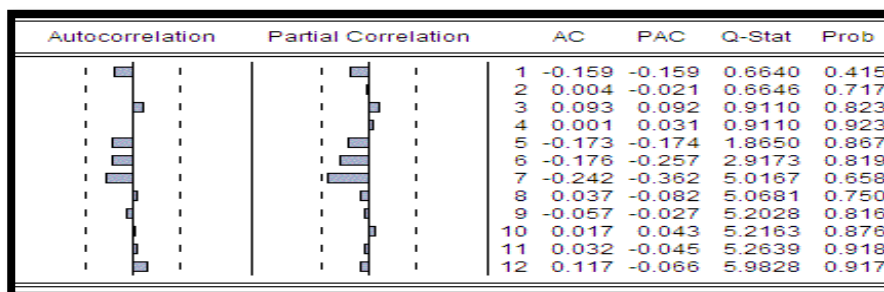 Autocorrelation Partial Correlation AC PAC Q-Stat Prob
1 -0.159 -0.159 0.6640 0.415
2 0.004 -0.021 0.6646 0.717
3 0.093 0.092 0.9110 0.823
4 0.001 0.031 0.9110 0.923
5 -0.173 -0.174 1.8650 0.867
6 -0.176 -0.257 2.9173 0.819
7 -0.242 -0.362 5.0167 0.658
8 0.037 -0.082 5.0681 0.750
9 -0.057 -0.027 5.2028 0.816
10 0.017 0.043 5.2163 0.876
11 0.032 -0.045 5.2639 0.918
12 0.117 -0.066 5.9828 0.917